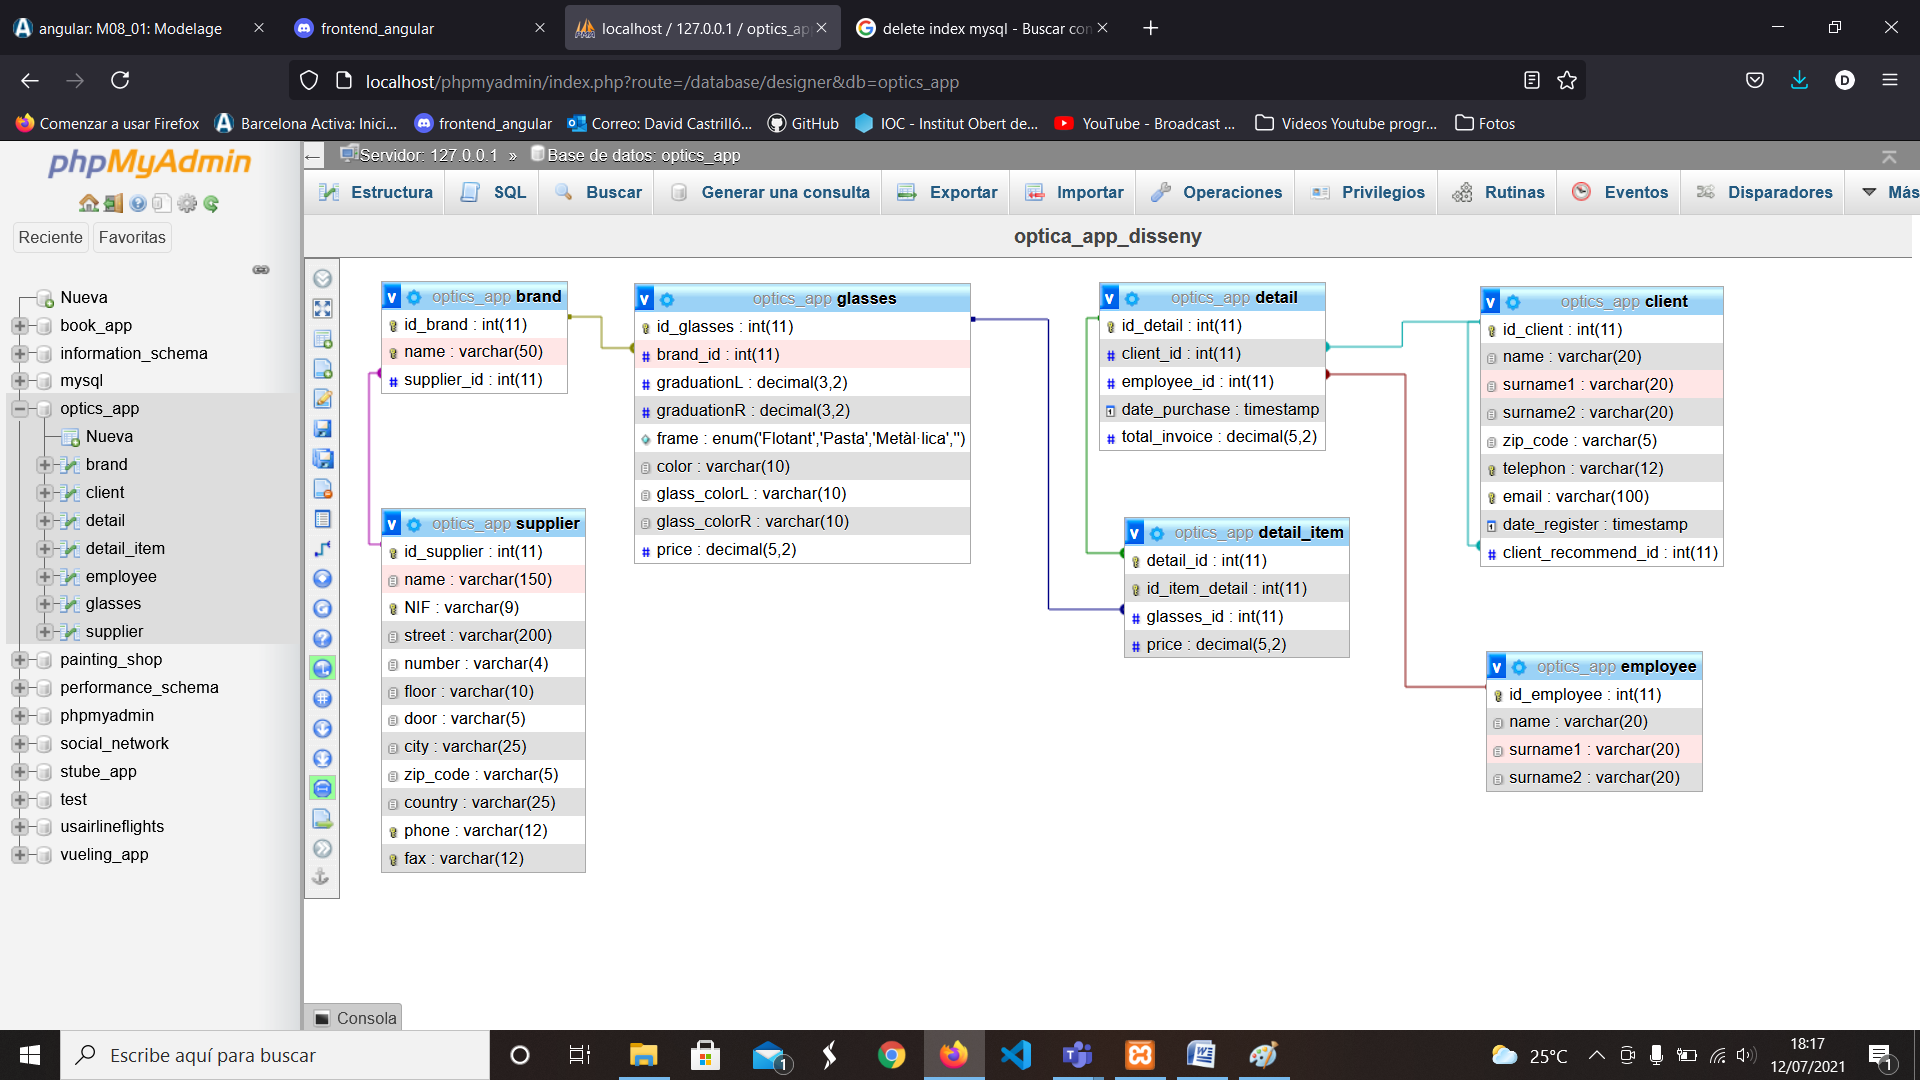 angular: M08_01: Modelage
frontend_angular
localhost / 127.0.0.1 / optics_ap
delete index mysql - Buscar con
localhost/phpmyadmin/index.php?route=/database/designer&db=optics_app
Comenzar a usar Firefox
Barcelona Activa: Inici...
frontend_angular
Correo: David Castrilló...
GitHub
IOC - Institut Obert de...
YouTube - Broadcast ...
Videos Youtube progr...
Fotos
phpMyAdmin
Reciente
Favoritas
Nueva
book_app
information_schema
mysql
optics_app
Nueva
brand
client
detail
detail_item
employee
glasses
supplier
painting_shop
performance_schema
phpmyadmin
social_network
stube_app
test
usairlineflights
vueling_app
Servidor: 127.0.0.1 » Base de datos: optics_app
Estructura
SQL
Buscar
Generar una consulta
Exportar
Importar
Operaciones
Privilegios
Rutinas
Eventos
Disparadores
Más
optica_app_disseny
optics_app brand
id_brand : int(11)
name : varchar(50)
supplier_id : int(11)
optics_app supplier
id_supplier : int(11)
name : varchar(150)
NIF : varchar(9)
street : varchar(200)
number : varchar(4)
floor : varchar(10)
door : varchar(5)
city : varchar(25)
zip_code : varchar(5)
country : varchar(25)
phone : varchar(12)
fax : varchar(12)
optics_app glasses
id_glasses : int(11)
brand_id : int(11)
graduationL : decimal(3,2)
graduationR : decimal(3,2)
frame : enum('Flotant','Pasta','Metàl·lica','')
color : varchar(10)
glass_colorL : varchar(10)
glass_colorR : varchar(10)
price : decimal(5,2)
optics_app detail
id_detail : int(11)
client_id : int(11)
employee_id : int(11)
date_purchase : timestamp
total_invoice : decimal(5,2)
optics_app detail_item
detail_id : int(11)
id_item_detail : int(11)
glasses_id : int(11)
price : decimal(5,2)
optics_app client
id_client : int(11)
name : varchar(20)
surname1 : varchar(20)
surname2 : varchar(20)
zip_code : varchar(5)
telephon : varchar(12)
email : varchar(100)
date_register : timestamp
client_recommend_id : int(11)
optics_app employee
id_employee : int(11)
name : varchar(20)
surname1 : varchar(20)
surname2 : varchar(20)
Consola
Escribe aquí para buscar
25°C
18:17
12/07/2021